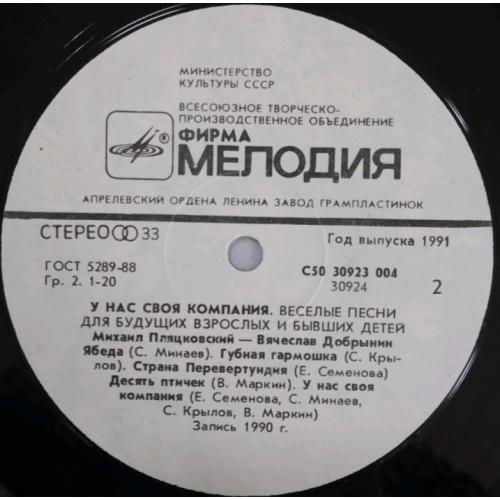 МИНИСТЕРСТВО
КУЛЬТУРЫ СССР
ВСЕСОЮЗНОЕ ТВОРЧЕСКО-
ПРОИЗВОДСТВЕННОЕ ОБЪЕДИНЕНИЕ
®
ФИРМА
МЕЛОДИЯ
АПРЕЛЕВСКИЙ ОРДЕНА ЛЕНИНА ЗАВОД ГРАМПЛАСТИНОК
СТЕРЕО 33
Год выпуска 1991
ГОСТ 5289-88
С50 30923 004
Гр. 2. 1-20
30924
2
У НАС СВОЯ КОМПАНИЯ. ВЕСЕЛЫЕ ПЕСНИ
ДЛЯ БУДУЩИХ ВЗРОСЛЫХ И БЫВШИХ ДЕТЕЙ
Михаил Пляцковский — Вячеслав Добрынин
Ябеда (С. Минаев). Губная гармошка (С. Кры-
лов). Страна Перевертундия (Е. Семенова)
Десять птичек (В. Маркин). У нас своя
компания (Е. Семенова, С. Минаев,
С. Крылов, В. Маркин)
Запись 1990 г.